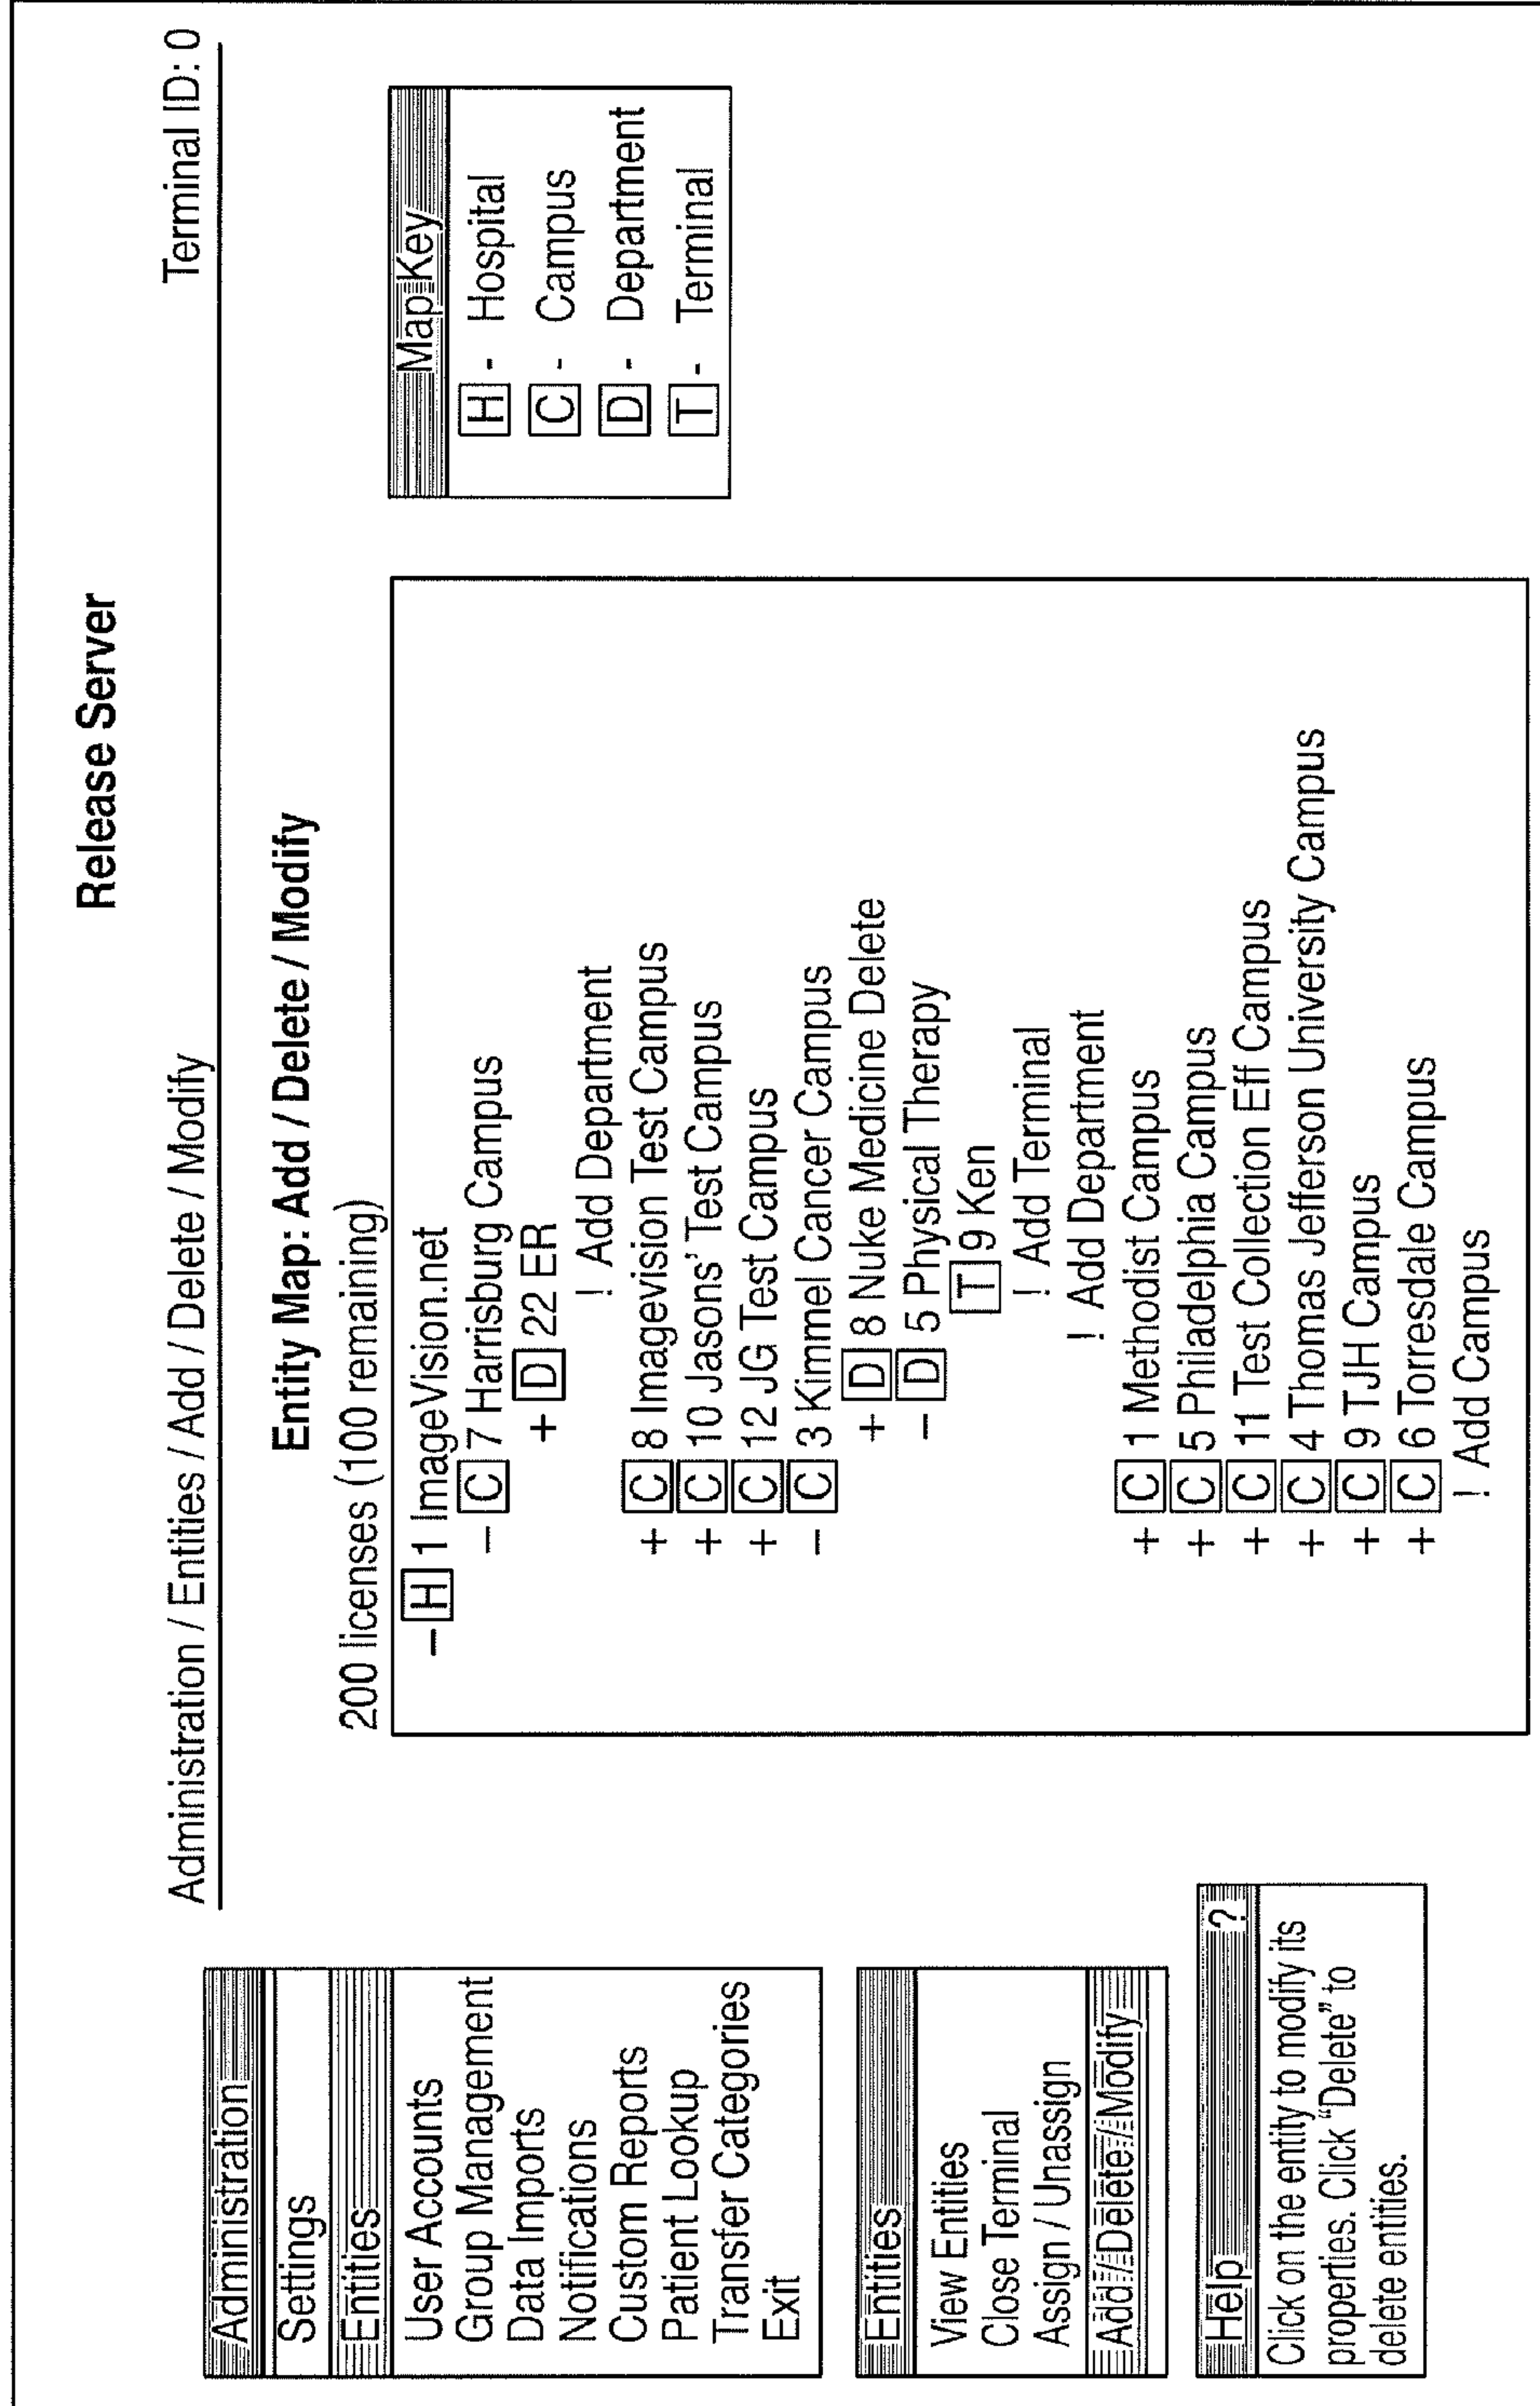 Release Server
Administration / Entities / Add / Delete / Modify
Terminal ID: 0
Administration
Settings
Entities
User Accounts
Group Management
Data Imports
Notifications
Custom Reports
Patient Lookup
Transfer Categories
Exit
Entities
View Entities
Close Terminal
Assign / Unassign
Add / Delete / Modify
Help ?
Click on the entity to modify its
properties. Click “Delete” to
delete entities.
Entity Map: Add / Delete / Modify
200 licenses (100 remaining)
– H 1 ImageVision.net
– C 7 Harrisburg Campus
+ D 22 ER
! Add Department
+ C 8 Imagevision Test Campus
+ C 10 Jasons' Test Campus
+ C 12 JG Test Campus
– C 3 Kimmel Cancer Campus
+ D 8 Nuke Medicine Delete
– D 5 Physical Therapy
T 9 Ken
! Add Terminal
! Add Department
+ C 1 Methodist Campus
+ C 5 Philadelphia Campus
+ C 11 Test Collection Eff Campus
+ C 4 Thomas Jefferson University Campus
+ C 9 TJH Campus
+ C 6 Torresdale Campus
! Add Campus
Map Key
H - Hospital
C - Campus
D - Department
T - Terminal